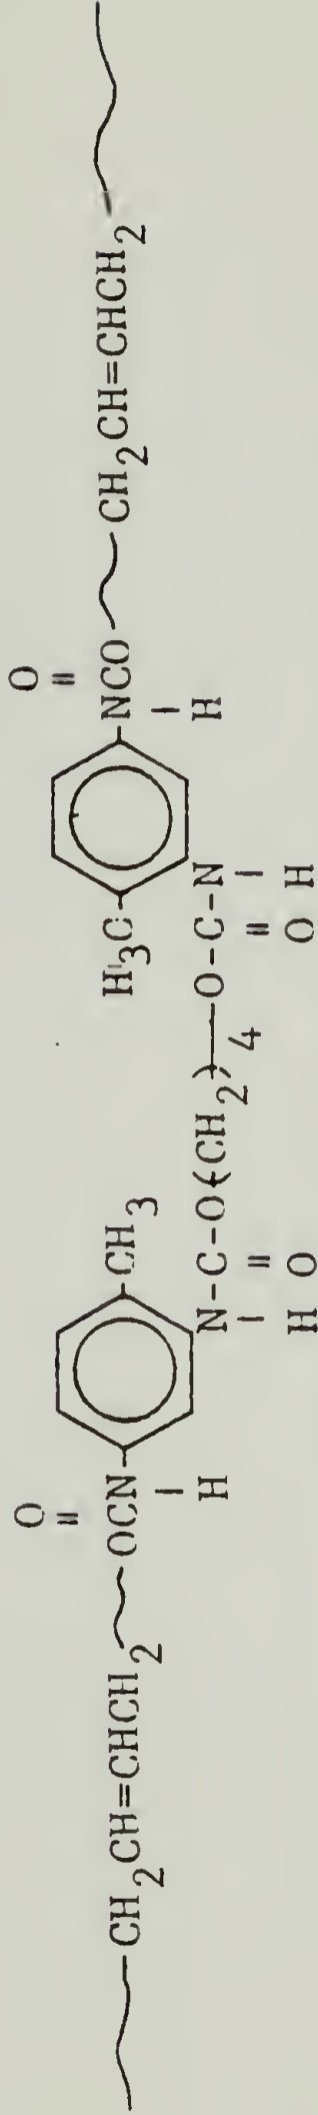 O O
‖ ‖
CH2CH=CHCH2 OCN CH3 H3C NCO CH2CH=CHCH2
H H
N-C-O(CH2)4-O-C-N
H O O H